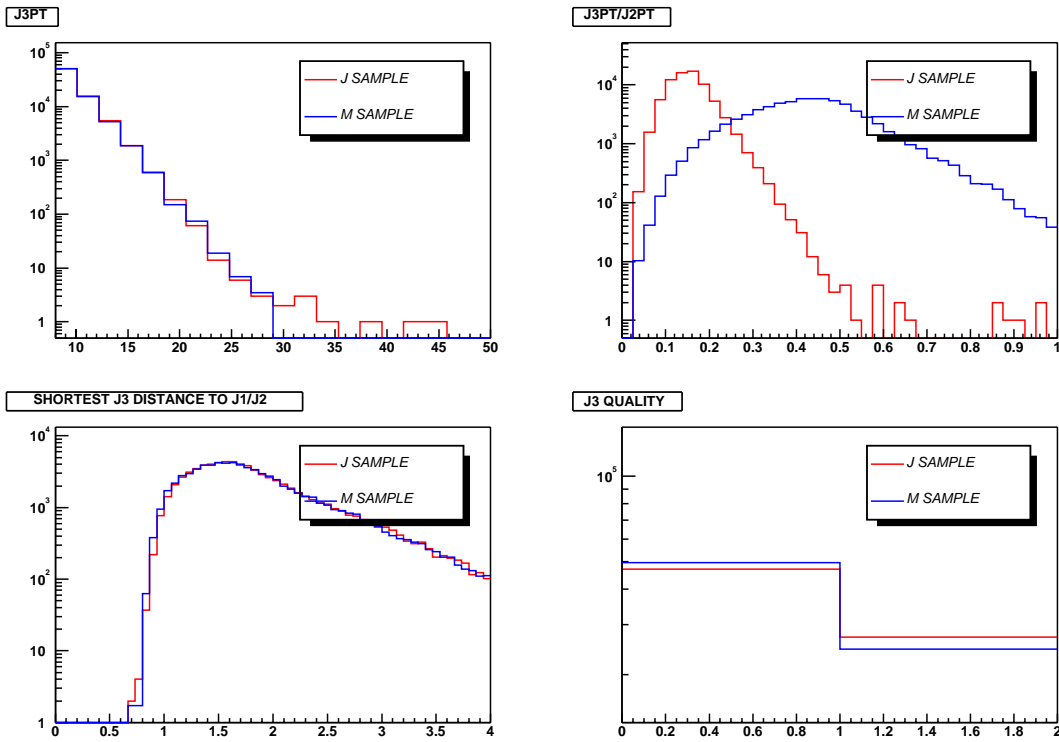 J3PT
J SAMPLE
M SAMPLE
10^5
10^4
10^3
10^2
10
1
10 15 20 25 30 35 40 45 50
J3PT/J2PT
J SAMPLE
M SAMPLE
10^4
10^3
10^2
10
1
0 0.1 0.2 0.3 0.4 0.5 0.6 0.7 0.8 0.9 1
SHORTEST J3 DISTANCE TO J1/J2
J SAMPLE
M SAMPLE
10^4
10^3
10^2
10
1
0 0.5 1 1.5 2 2.5 3 3.5 4
J3 QUALITY
J SAMPLE
M SAMPLE
10^5
0 0.2 0.4 0.6 0.8 1 1.2 1.4 1.6 1.8 2